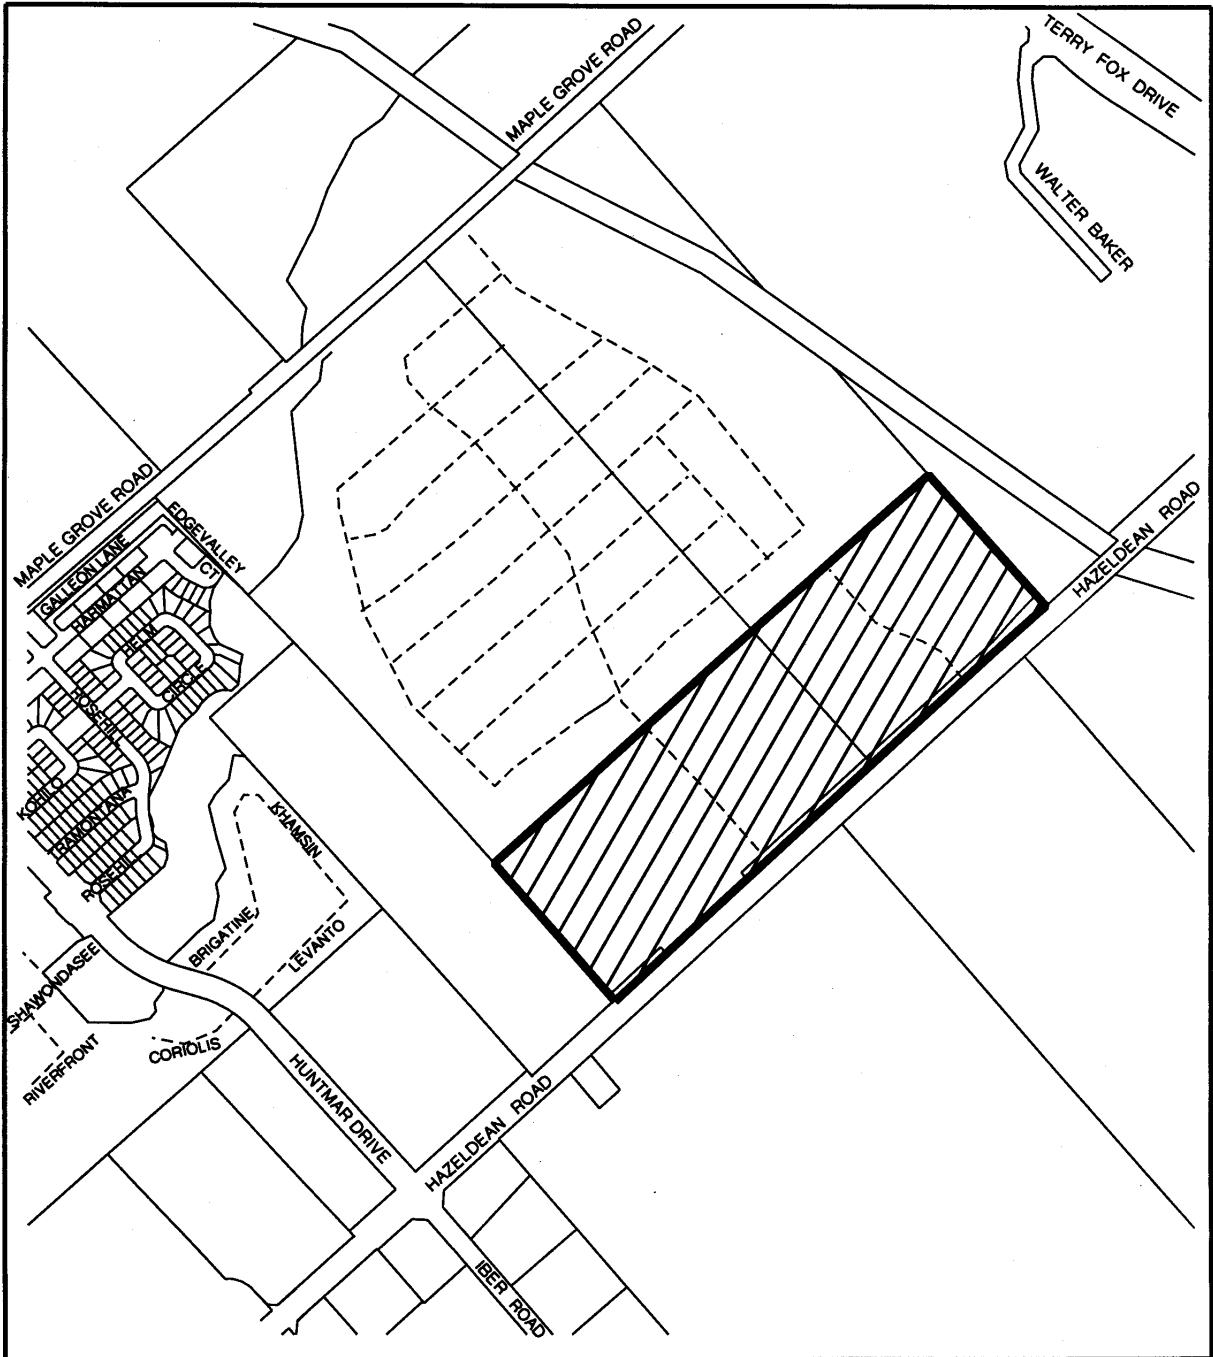 TERRY FOX DRIVE
MAPLE GROVE ROAD
WALTER BAKER
MAPLE GROVE ROAD
EDGEVALLEY
HAZELDEAN ROAD
GALLEON LANE
CT
HARMATTAN
HELM
CIRCLE
ROSEHILL
KOHILO
TRAMONTANA
ROSEHILL
KHAMSIN
BRIGATINE
LEVANTO
SHAWONDASEE
RIVERFRONT
CORIOLIS
HUNTMAR DRIVE
HAZELDEAN ROAD
IBER ROAD